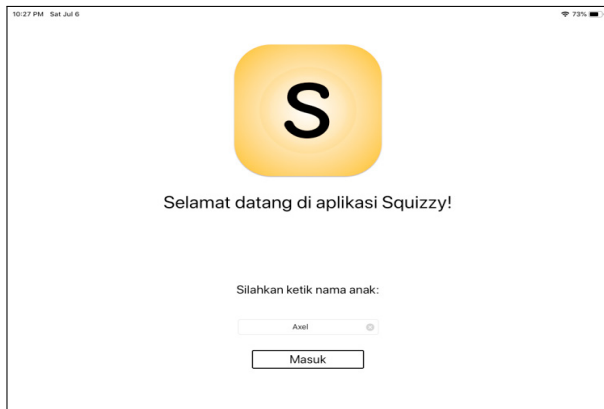 10:27 PM Sat Jul 6 73%
S
Selamat datang di aplikasi Squizzy!
Silahkan ketik nama anak:
Axel
Masuk